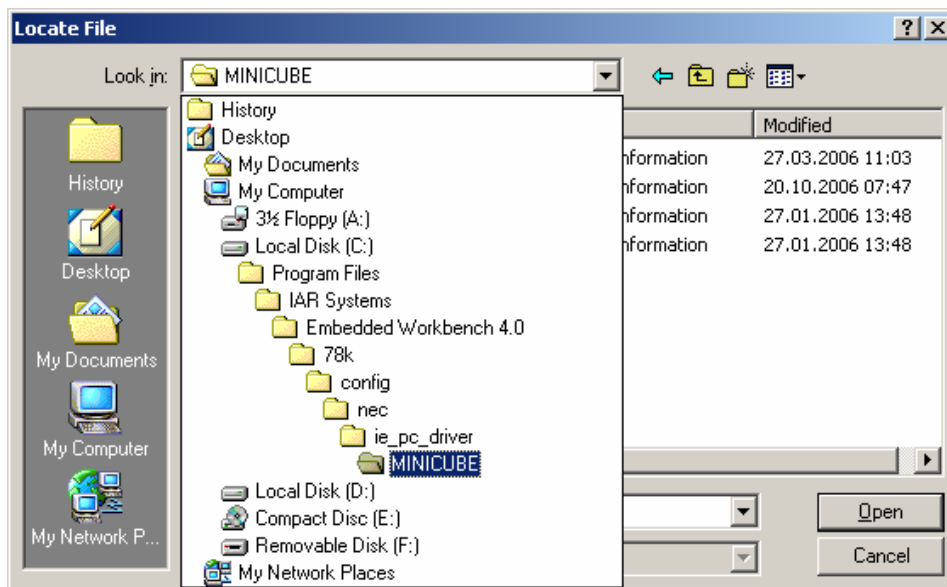 Locate File
Look in: MINICUBE
History
Desktop
My Documents
My Computer
3½ Floppy (A:)
Local Disk (C:)
Program Files
IAR Systems
Embedded Workbench 4.0
78k
config
nec
ie_pc_driver
MINICUBE
Local Disk (D:)
Compact Disc (E:)
Removable Disk (F:)
My Network Places
History
Desktop
My Documents
My Computer
My Network P...
Modified
27.03.2006 11:03
20.10.2006 07:47
nformation 27.01.2006 13:48
nformation 27.01.2006 13:48
Open
Cancel